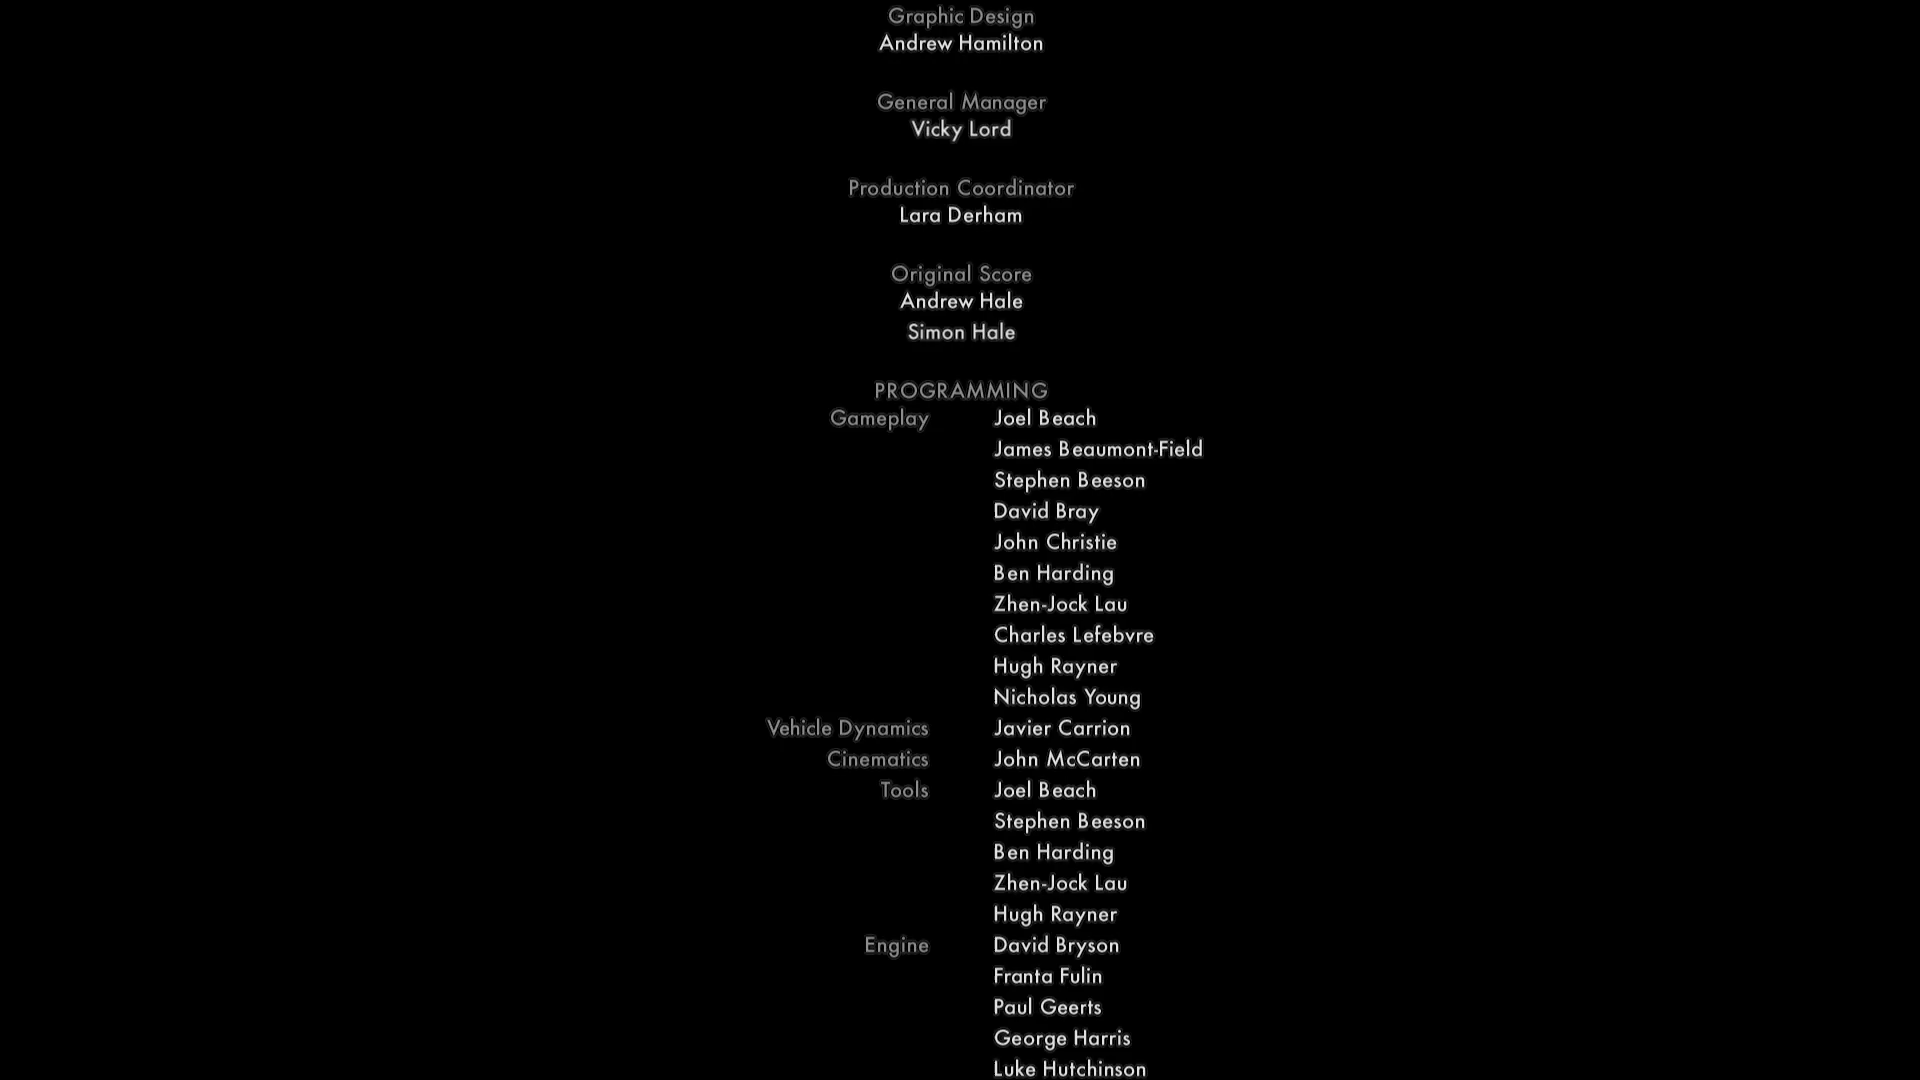 Graphic Design
Andrew Hamilton
General Manager
Vicky Lord
Production Coordinator
Lara Derham
Original Score
Andrew Hale
Simon Hale
PROGRAMMING
Gameplay Joel Beach
James Beaumont-Field
Stephen Beeson
David Bray
John Christie
Ben Harding
Zhen-Jock Lau
Charles Lefebvre
Hugh Rayner
Nicholas Young
Vehicle Dynamics Javier Carrion
Cinematics John McCarten
Tools Joel Beach
Stephen Beeson
Ben Harding
Zhen-Jock Lau
Hugh Rayner
Engine David Bryson
Franta Fulin
Paul Geerts
George Harris
Luke Hutchinson